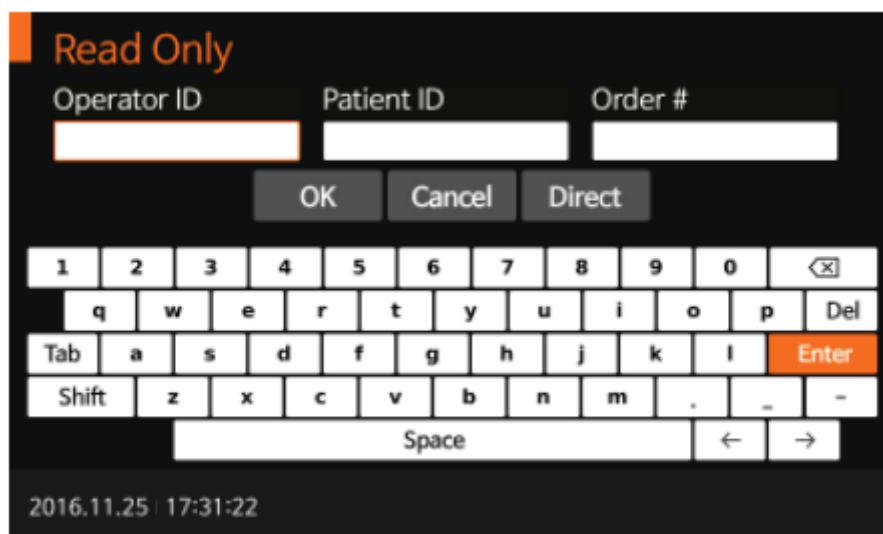 Read Only
Operator ID Patient ID Order #
OK Cancel Direct
1 2 3 4 5 6 7 8 9 0
q w e r t y u i o p Del
Tab a s d f g h j k l Enter
Shift z x c v b n m . _ -
Space ← →
2016.11.25 17:31:22